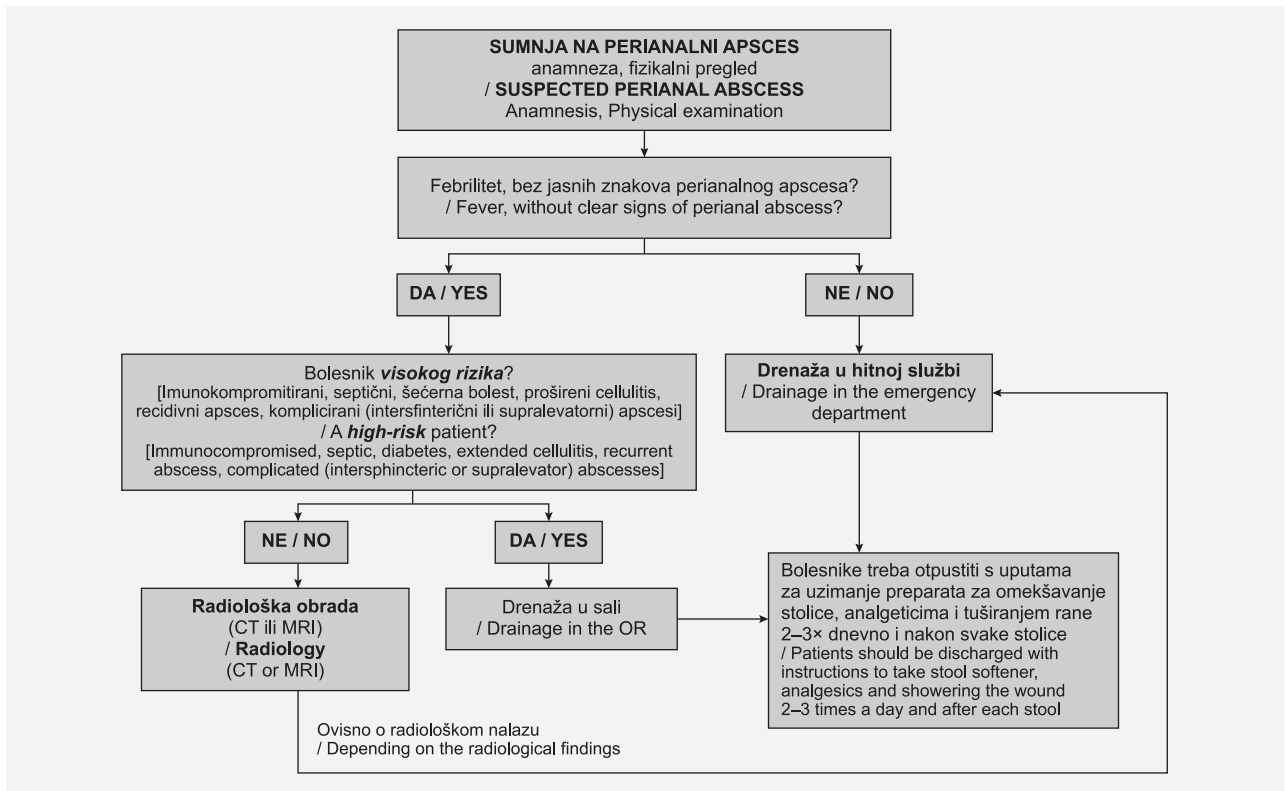 SUMNJA NA PERIANALNI APSCES
anamneza, fizikalni pregled
/ SUSPECTED PERIANAL ABSCESS
Anamnesis, Physical examination
Febrilitet, bez jasnih znakova perianalnog apscesa?
/ Fever, without clear signs of perianal abscess?
DA / YES
NE / NO
Bolesnik visokog rizika?
[Imunokompromitirani, septični, šećerna bolest, prošireni cellulitis,
recidivni apsces, komplicirani (intersfinterični ili supralevatorni) apscesi]
/ A high-risk patient?
[Immunocompromised, septic, diabetes, extended cellulitis, recurrent
abscess, complicated (intersphincteric or supralevator) abscesses]
Drenaža u hitnoj službi
/ Drainage in the emergency
department
NE / NO
DA / YES
Radiološka obrada
(CT ili MRI)
/ Radiology
(CT or MRI)
Drenaža u sali
/ Drainage in the OR
Bolesnike treba otpustiti s uputama
za uzimanje preparata za omekšavanje
stolice, analgeticima i tuširanjem rane
2–3× dnevno i nakon svake stolice
/ Patients should be discharged with
instructions to take stool softener,
analgesics and showering the wound
2–3 times a day and after each stool
Ovisno o radiološkom nalazu
/ Depending on the radiological findings